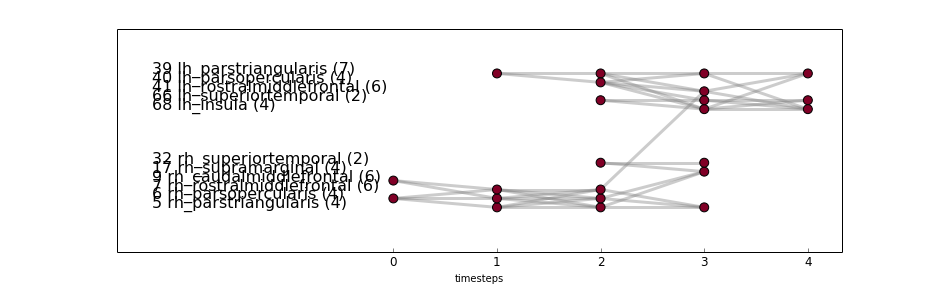 39 lh_parstriangularis (7)
40 lh_parsopercularis (4)
41 lh_rostralmiddlefrontal (6)
66 lh_superiortemporal (2)
68 lh_insula (4)
32 rh_superiortemporal (2)
17 rh_supramarginal (4)
9 rh_caudalmiddlefrontal (6)
7 rh_rostralmiddlefrontal (6)
6 rh_parsopercularis (4)
5 rh_parstriangularis (4)
0 1 2 3 4
timesteps